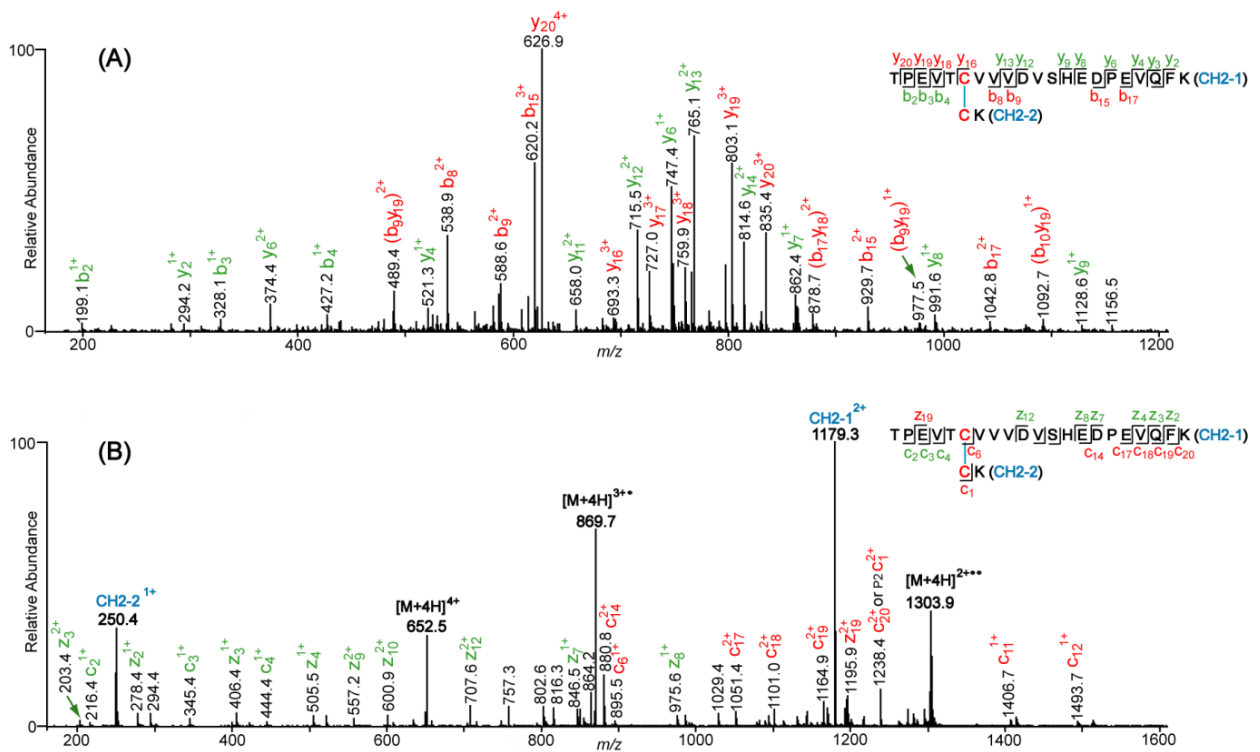 (A)
100
Relative Abundance
0
200
400
600
800
1000
1200
m/z
199.1 b2 1+
294.2 y2 1+
328.1 b3 1+
374.4 y6 2+
427.2 b4 1+
489.4 (b9y19) 2+
521.3 y4 1+
538.9 b8 2+
588.6 b9 2+
620.2 b15 3+
y20 4+
626.9
658.0 y11 2+
693.3 y16 3+
715.5 y12 2+
727.0 y17 3+
747.4 y6 1+
759.9 y18 3+
765.1 y13 2+
803.1 y19 3+
814.6 y14 2+
835.4 y20 3+
862.4 y7 1+
878.7 (b17y18) 2+
929.7 b15 2+
977.5 (b9y19) 1+
991.6 y8 1+
1042.8 b17 2+
1092.7 (b10y19) 1+
1128.6 y9 1+
1156.5
y20 y19 y18 y16 y13 y12 y9 y8 y6 y4 y3 y2
TPEVTCVVVDVSHEDPEVQFK (CH2-1)
b2 b3 b4 b8 b9 b15 b17
CK (CH2-2)
(B)
100
Relative Abundance
0
200
400
600
800
1000
1200
1400
1600
m/z
203.4 z3 2+
216.4 c2 1+
CH2-2 1+
250.4
278.4 z2 1+
294.4
345.4 c3 1+
406.4 z3 1+
444.4 c4 1+
505.5 z4 1+
557.2 z9 2+
600.9 z10 2+
[M+4H]4+
652.5
707.6 z12 2+
757.3
802.6
816.3
846.5 z7 1+
864.2
[M+4H]3+•
869.7
880.8 c14 2+
895.5 c6 1+
975.6 z8 1+
1029.4
1051.4 c17 2+
1101.0 c18 2+
1164.9 c19 2+
CH2-1 2+
1179.3
1195.9 z19 2+
1238.4 c20 2+ or P2 c1 2+
[M+4H]2+••
1303.9
1406.7 c11 1+
1493.7 c12 1+
z19 z12 z8 z7 z4 z3 z2
TPEVTCVVVDVSHEDPEVQFK (CH2-1)
c2 c3 c4 c6 c14 c17 c18 c19 c20
CK (CH2-2)
c1